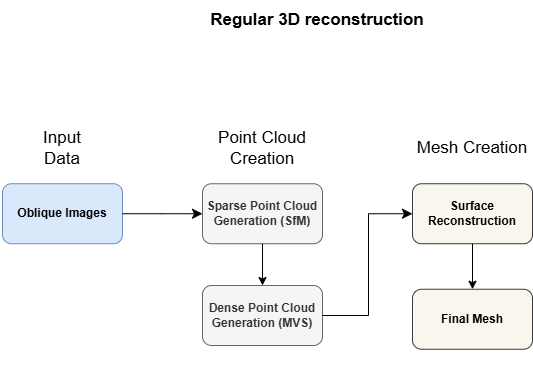 Regular 3D reconstruction
Input
Data
Point Cloud
Creation
Mesh Creation
Oblique Images
Sparse Point Cloud
Generation (SfM)
Surface
Reconstruction
Dense Point Cloud
Generation (MVS)
Final Mesh